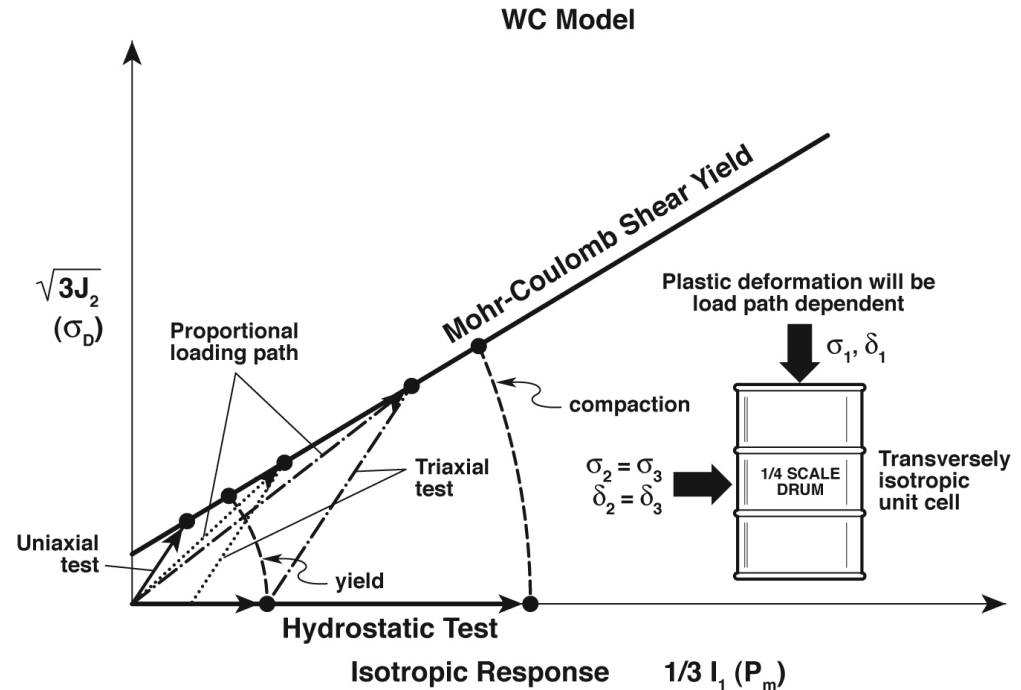 WC Model
Mohr-Coulomb Shear Yield
√3J₂
(σ_D)
Proportional
loading path
Plastic deformation will be
load path dependent
σ₁, δ₁
compaction
Triaxial
test
σ₂ = σ₃
δ₂ = δ₃
1/4 SCALE
DRUM
Transversely
isotropic
unit cell
Uniaxial
test
yield
Hydrostatic Test
Isotropic Response 1/3 I₁ (P_m)